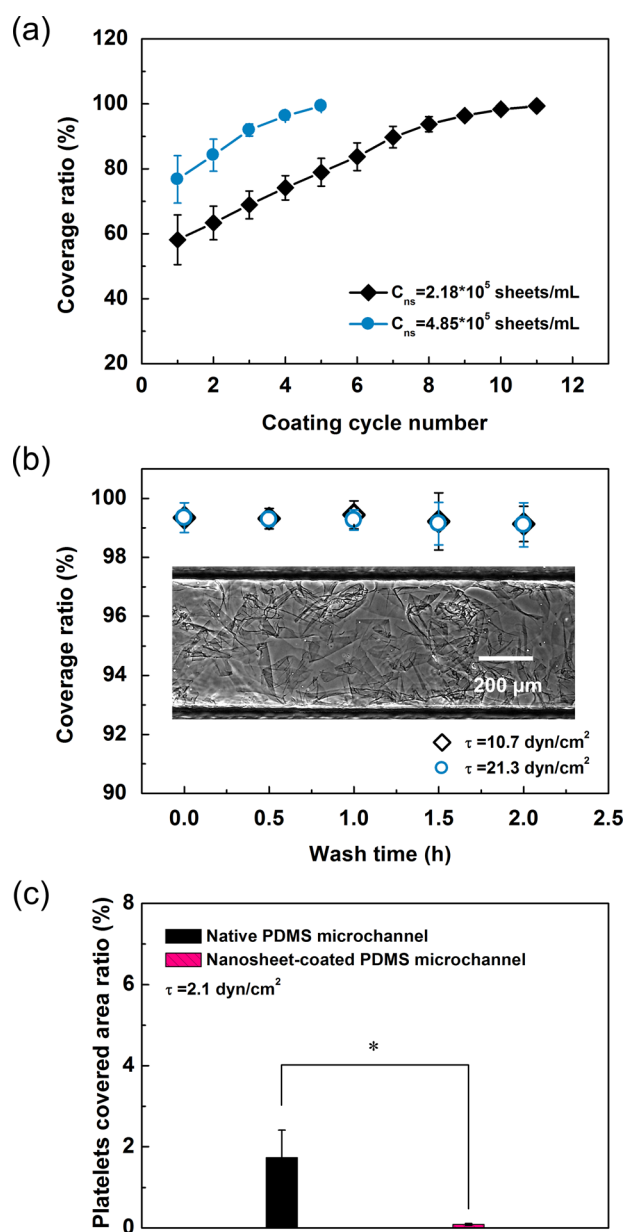 (a)
120
100
80
60
40
20
Coverage ratio (%)
C_ns=2.18*10^5 sheets/mL
C_ns=4.85*10^5 sheets/mL
0 2 4 6 8 10 12
Coating cycle number
(b)
100
98
96
94
92
90
Coverage ratio (%)
200 μm
τ =10.7 dyn/cm^2
τ =21.3 dyn/cm^2
0.0 0.5 1.0 1.5 2.0 2.5
Wash time (h)
(c)
8
6
4
2
0
Platelets covered area ratio (%)
Native PDMS microchannel
Nanosheet-coated PDMS microchannel
τ =2.1 dyn/cm^2
*